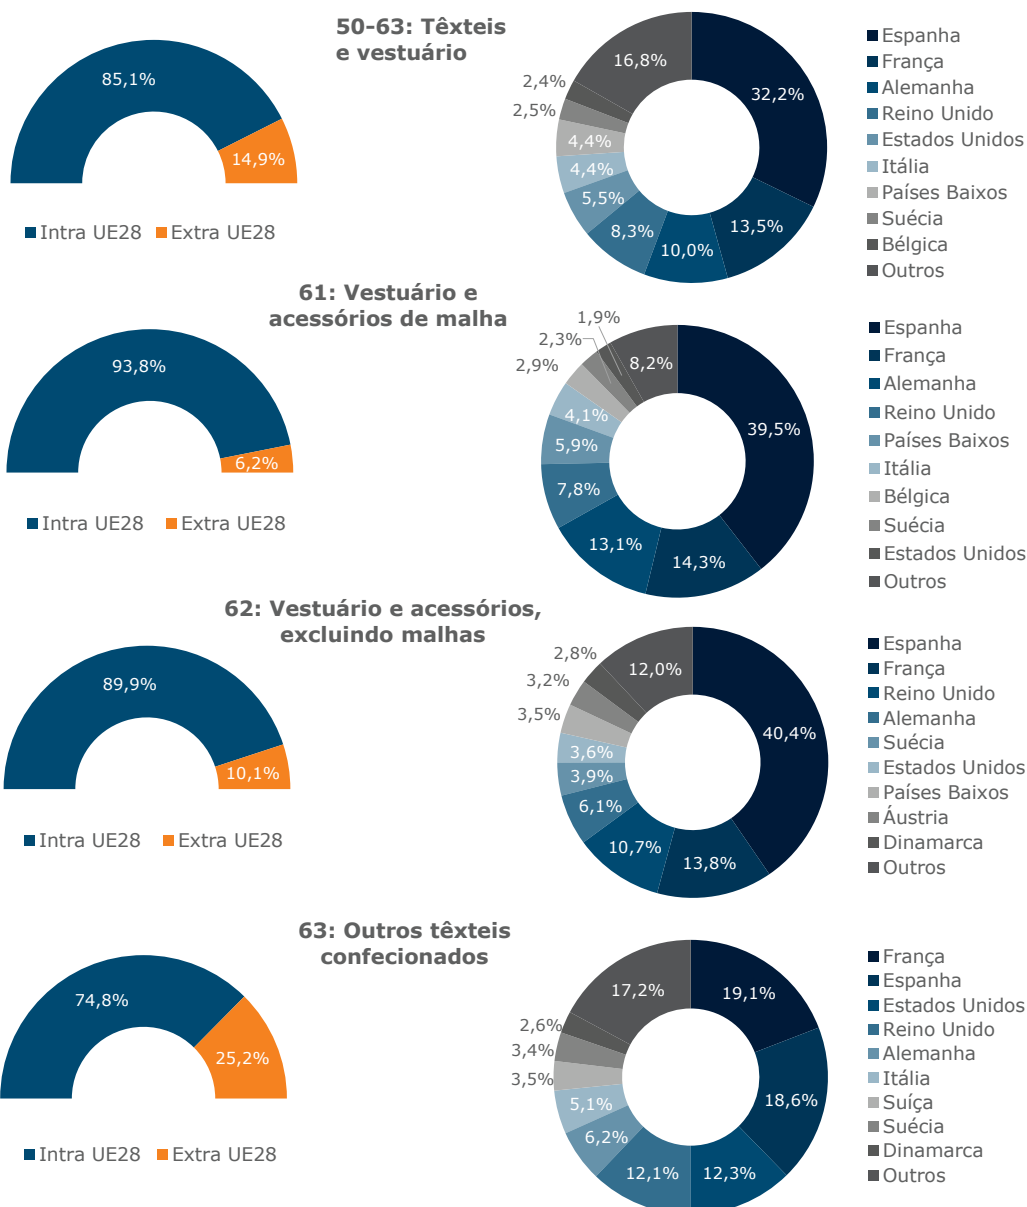 50-63: Têxteis
e vestuário
85,1%
14,9%
Intra UE28
Extra UE28
32,2%
13,5%
10,0%
8,3%
5,5%
4,4%
4,4%
2,5%
2,4%
16,8%
Espanha
França
Alemanha
Reino Unido
Estados Unidos
Itália
Países Baixos
Suécia
Bélgica
Outros
61: Vestuário e
acessórios de malha
93,8%
6,2%
Intra UE28
Extra UE28
39,5%
14,3%
13,1%
7,8%
5,9%
4,1%
2,9%
2,3%
1,9%
8,2%
Espanha
França
Alemanha
Reino Unido
Países Baixos
Itália
Bélgica
Suécia
Estados Unidos
Outros
62: Vestuário e acessórios,
excluindo malhas
89,9%
10,1%
Intra UE28
Extra UE28
40,4%
13,8%
10,7%
6,1%
3,9%
3,6%
3,5%
3,2%
2,8%
12,0%
Espanha
França
Reino Unido
Alemanha
Suécia
Estados Unidos
Países Baixos
Áustria
Dinamarca
Outros
63: Outros têxteis
confecionados
74,8%
25,2%
Intra UE28
Extra UE28
19,1%
18,6%
12,3%
12,1%
6,2%
5,1%
3,5%
3,4%
2,6%
17,2%
França
Espanha
Estados Unidos
Reino Unido
Alemanha
Itália
Suíça
Suécia
Dinamarca
Outros